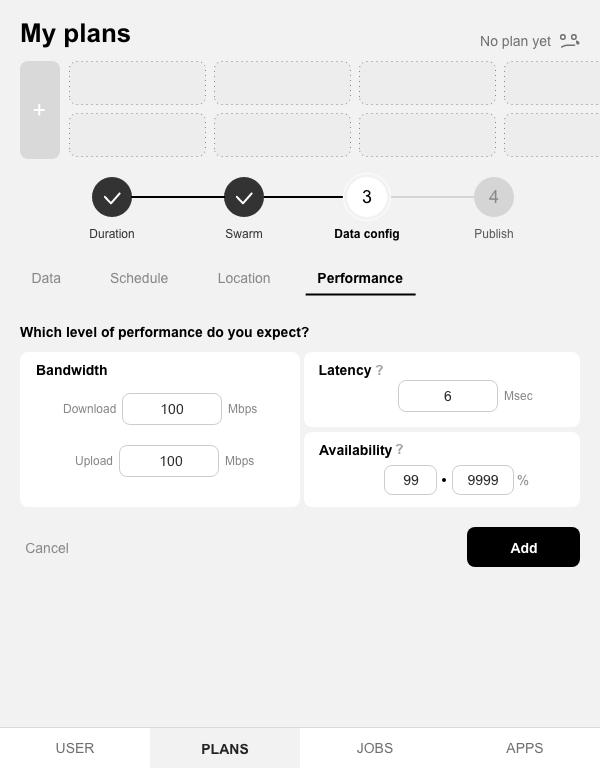 My plans
No plan yet
+
3
4
Duration
Swarm
Data config
Publish
Data
Schedule
Location
Performance
Which level of performance do you expect?
Bandwidth
Download 100 Mbps
Upload 100 Mbps
Latency ?
6 Msec
Availability ?
99 • 9999 %
Cancel
Add
USER
PLANS
JOBS
APPS